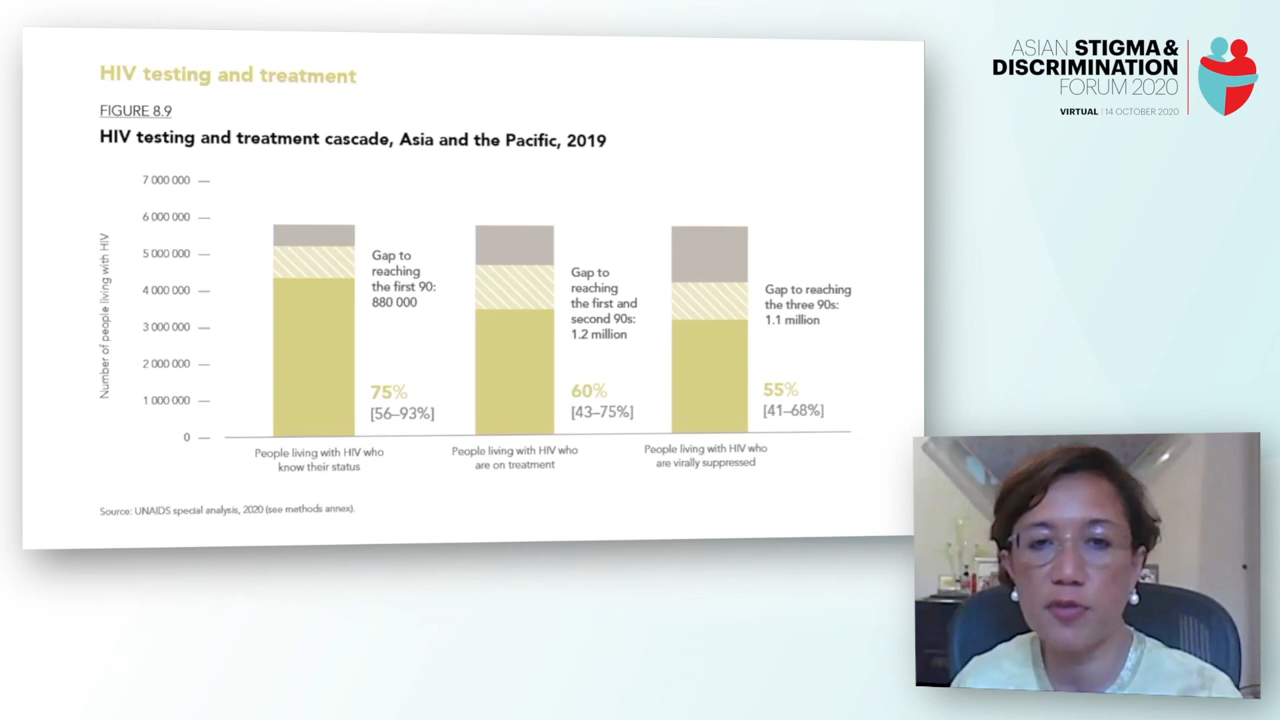 HIV testing and treatment
FIGURE 8.9
HIV testing and treatment cascade, Asia and the Pacific, 2019
Number of people living with HIV
7 000 000
6 000 000
5 000 000
4 000 000
3 000 000
2 000 000
1 000 000
0
Gap to
reaching
the first 90:
880 000
75%
[56–93%]
People living with HIV who
know their status
Gap to
reaching
the first and
second 90s:
1.2 million
60%
[43–75%]
People living with HIV who
are on treatment
Gap to reaching
the three 90s:
1.1 million
55%
[41–68%]
People living with HIV who
are virally suppressed
Source: UNAIDS special analysis, 2020 (see methods annex).
ASIAN STIGMA &
DISCRIMINATION
FORUM 2020
VIRTUAL | 14 OCTOBER 2020